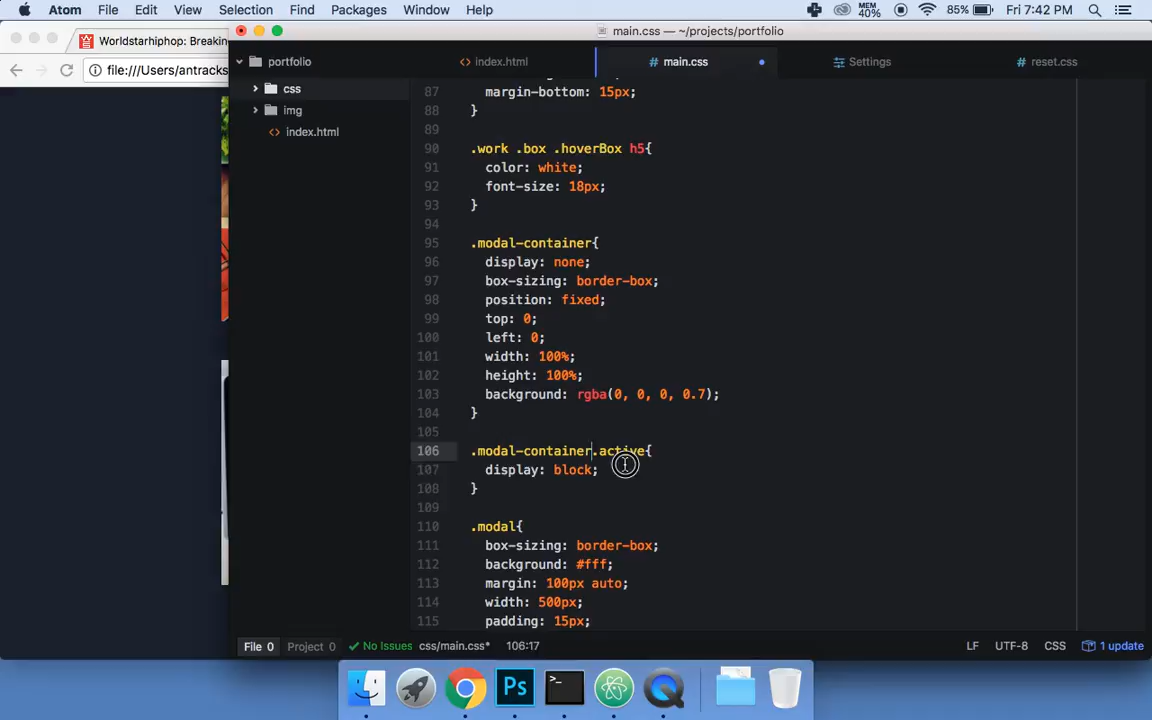 Atom File Edit View Selection Find Packages Window Help MEM 40% 85% Fri 7:42 PM
main.css — ~/projects/portfolio
Worldstarhiphop: Breakin
file:///Users/antracks
portfolio
index.html
main.css
Settings
reset.css
css
img
index.html
87 margin-bottom: 15px;
88 }
89
90 .work .box .hoverBox h5{
91 color: white;
92 font-size: 18px;
93 }
94
95 .modal-container{
96 display: none;
97 box-sizing: border-box;
98 position: fixed;
99 top: 0;
100 left: 0;
101 width: 100%;
102 height: 100%;
103 background: rgba(0, 0, 0, 0.7);
104 }
105
106 .modal-container.active{
107 display: block;
108 }
109
110 .modal{
111 box-sizing: border-box;
112 background: #fff;
113 margin: 100px auto;
114 width: 500px;
115 padding: 15px;
File 0 Project 0 No Issues css/main.css* 106:17 LF UTF-8 CSS 1 update
Ps
>_